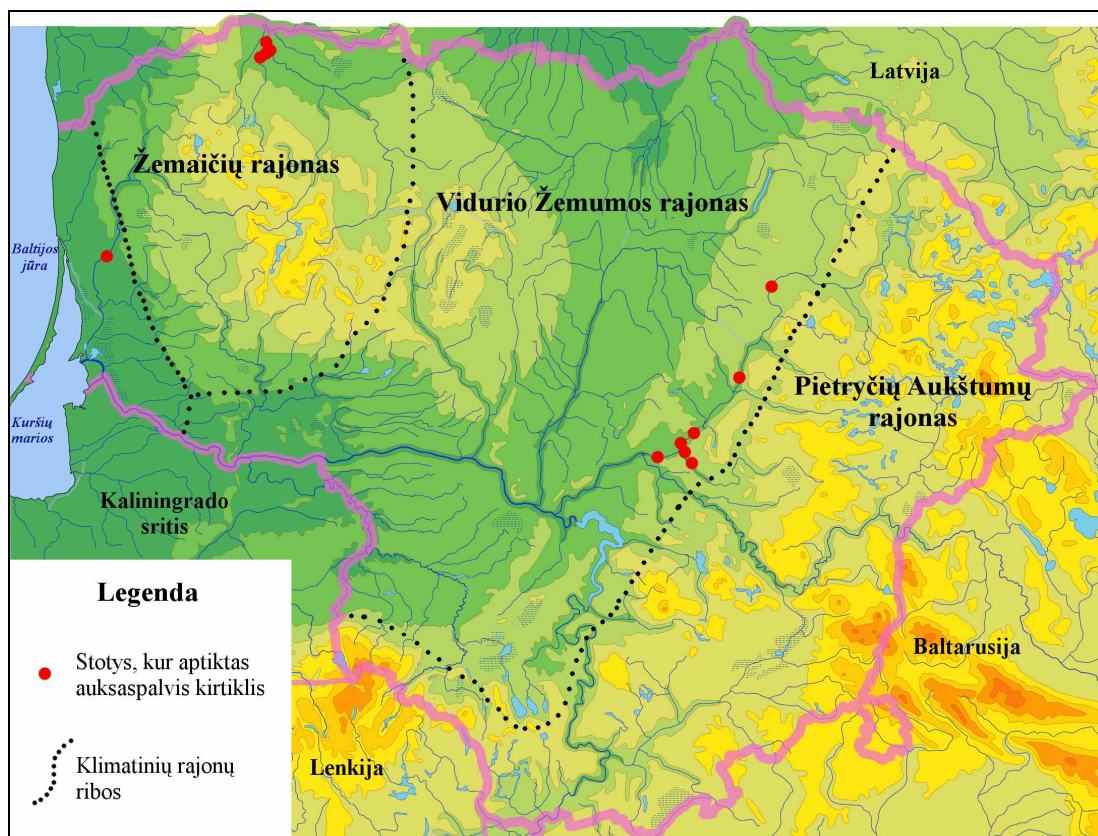 Latvija
Žemaičių rajonas
Vidurio Žemumos rajonas
Baltijos
jūra
Pietryčių Aukštumų
rajonas
Kuršių
marios
Kaliningrado
sritis
Legenda
Stotys, kur aptiktas
auksaspalvis kirtiklis
Baltarusija
Klimatinių rajonų
ribos
Lenkija